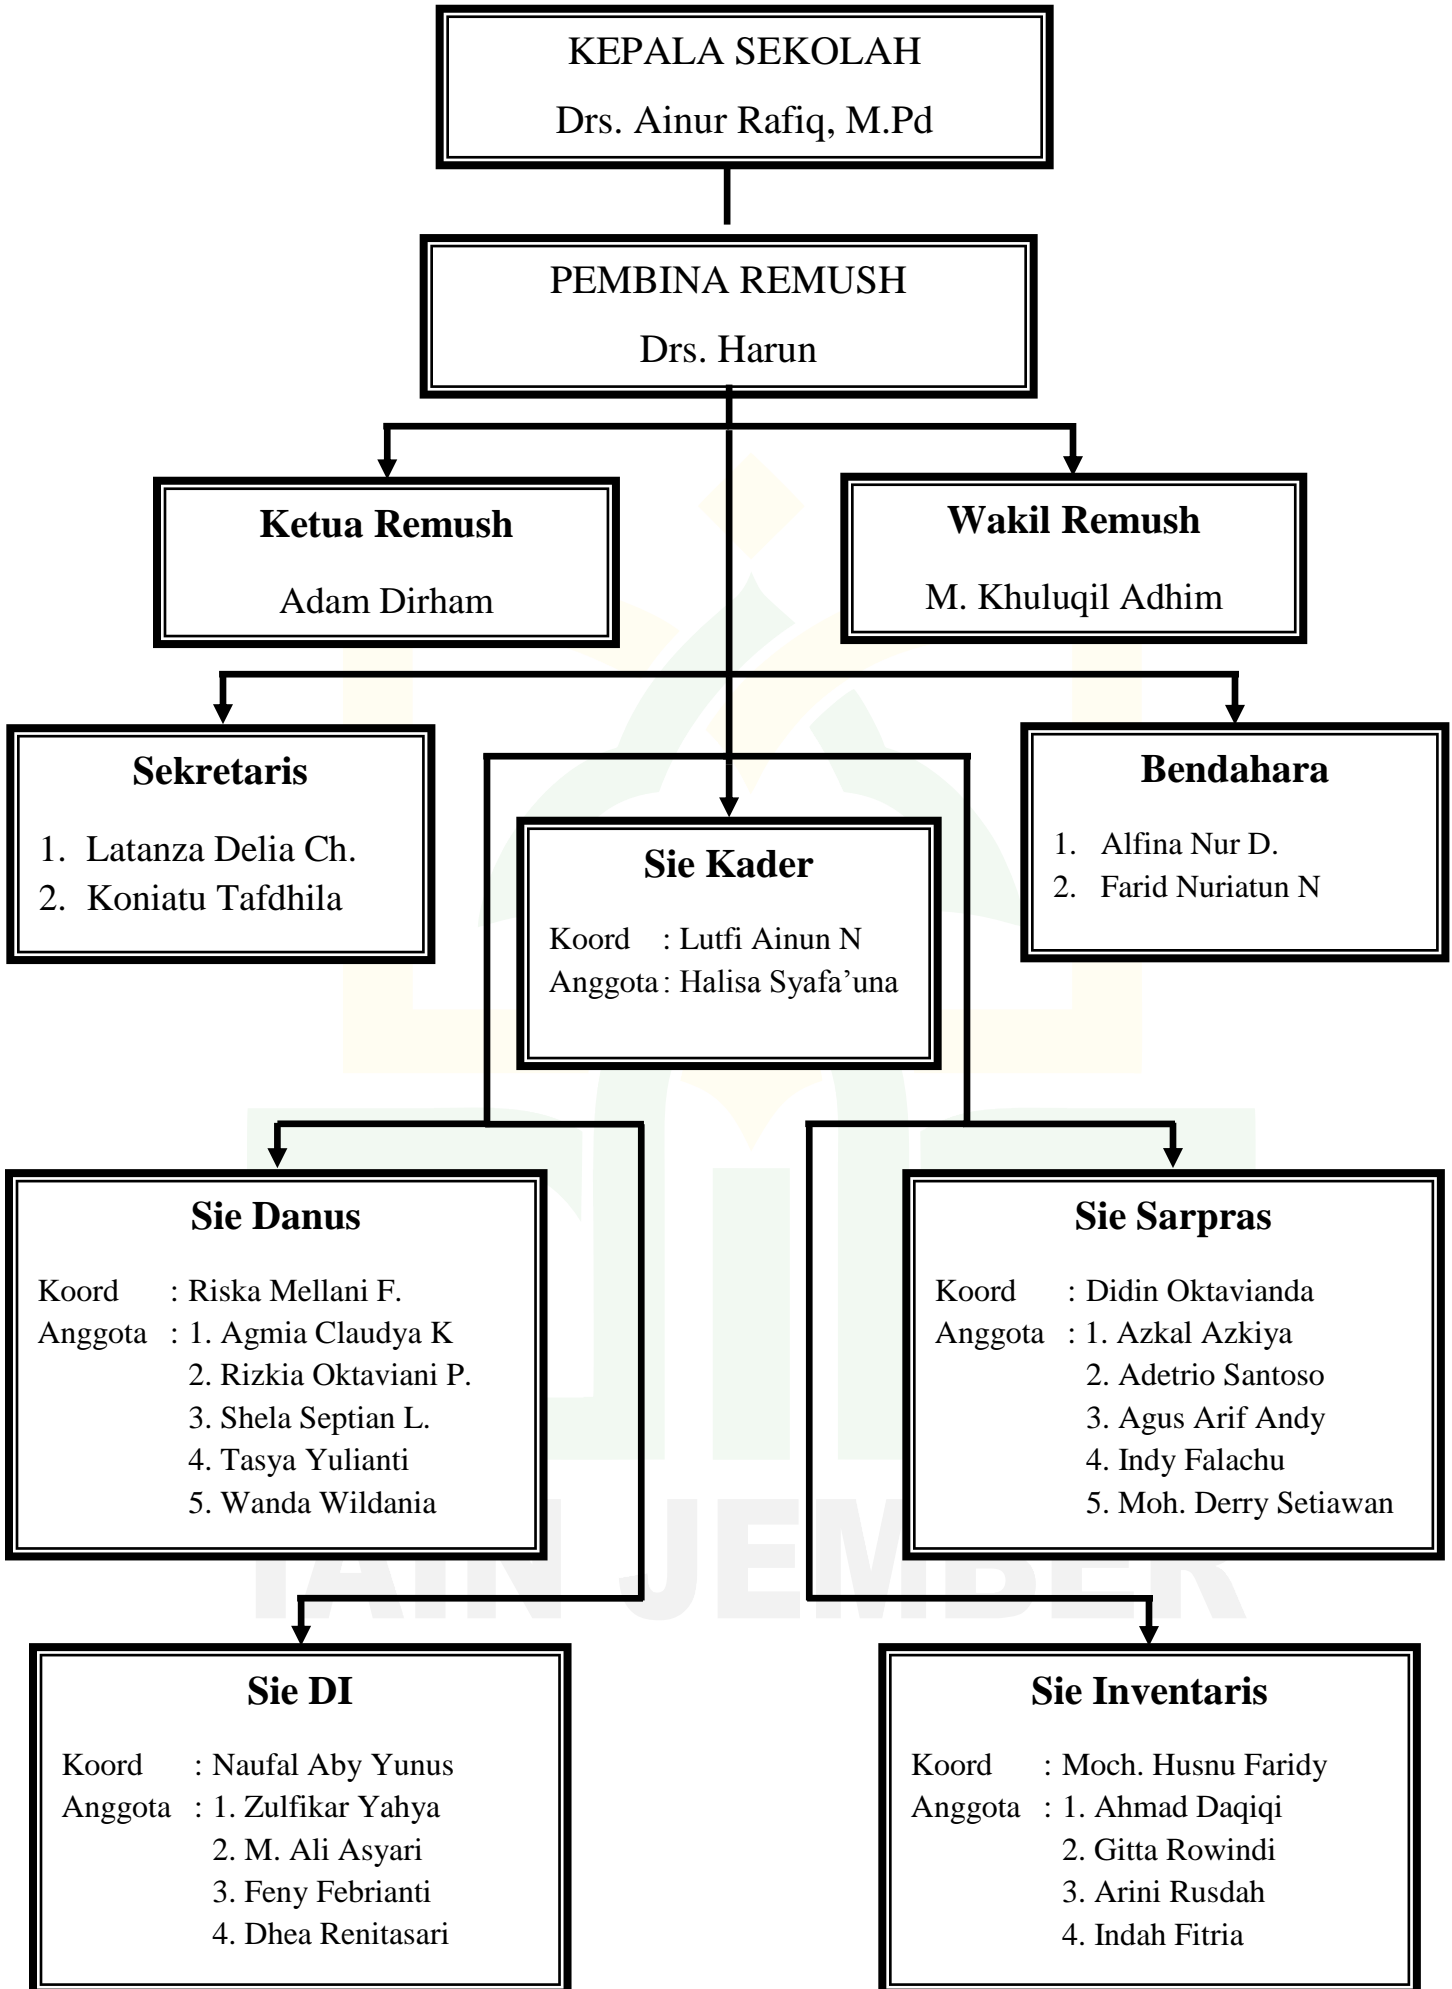 KEPALA SEKOLAH
Drs. Ainur Rafiq, M.Pd
PEMBINA REMUSH
Drs. Harun
Ketua Remush
Adam Dirham
Wakil Remush
M. Khuluqil Adhim
Sekretaris
1. Latanza Delia Ch.
2. Koniatu Tafdhila
Sie Kader
Koord : Lutfi Ainun N
Anggota : Halisa Syafa’una
Bendahara
1. Alfina Nur D.
2. Farid Nuriatun N
Sie Danus
Koord : Riska Mellani F.
Anggota : 1. Agmia Claudya K
2. Rizkia Oktaviani P.
3. Shela Septian L.
4. Tasya Yulianti
5. Wanda Wildania
Sie Sarpras
Koord : Didin Oktavianda
Anggota : 1. Azkal Azkiya
2. Adetrio Santoso
3. Agus Arif Andy
4. Indy Falachu
5. Moh. Derry Setiawan
IAIN JEMBER
Sie DI
Koord : Naufal Aby Yunus
Anggota : 1. Zulfikar Yahya
2. M. Ali Asyari
3. Feny Febrianti
4. Dhea Renitasari
Sie Inventaris
Koord : Moch. Husnu Faridy
Anggota : 1. Ahmad Daqiqi
2. Gitta Rowindi
3. Arini Rusdah
4. Indah Fitria